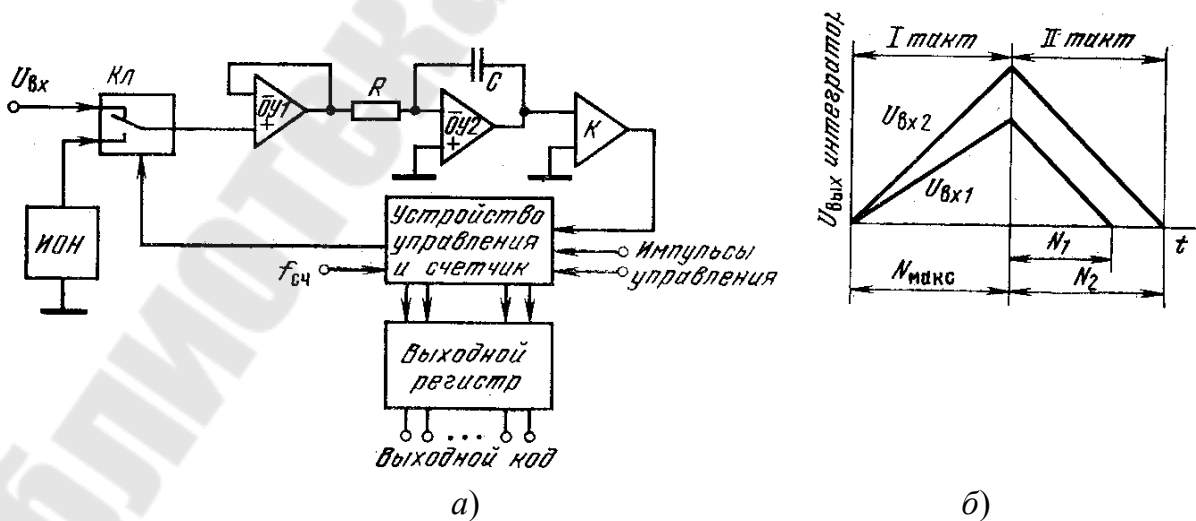 Uвх
Кл
ИОН
ОУ1
+
R
C
ОУ2
+
К
Устройство
управления
и счетчик
fсч
Импульсы
управления
Выходной
регистр
...
Выходной код
а)
I такт
II такт
Uвых интегратор
Uвх2
Uвх1
t
N1
Nмакс
N2
б)